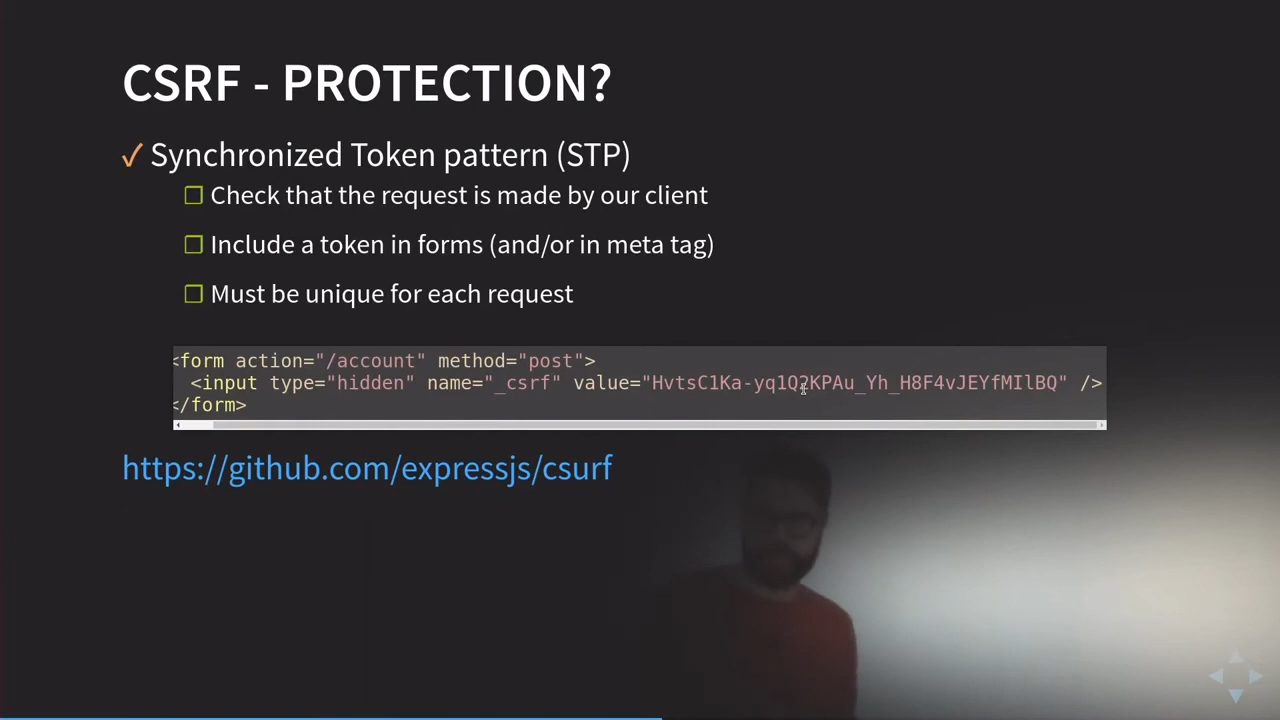 CSRF - PROTECTION?
✓ Synchronized Token pattern (STP)
❒ Check that the request is made by our client
❒ Include a token in forms (and/or in meta tag)
❒ Must be unique for each request
<form action="/account" method="post">
<input type="hidden" name="_csrf" value="HvtsC1Ka-yq1Q2KPAu_Yh_H8F4vJEYfMIlBQ" />
</form>
https://github.com/expressjs/csurf